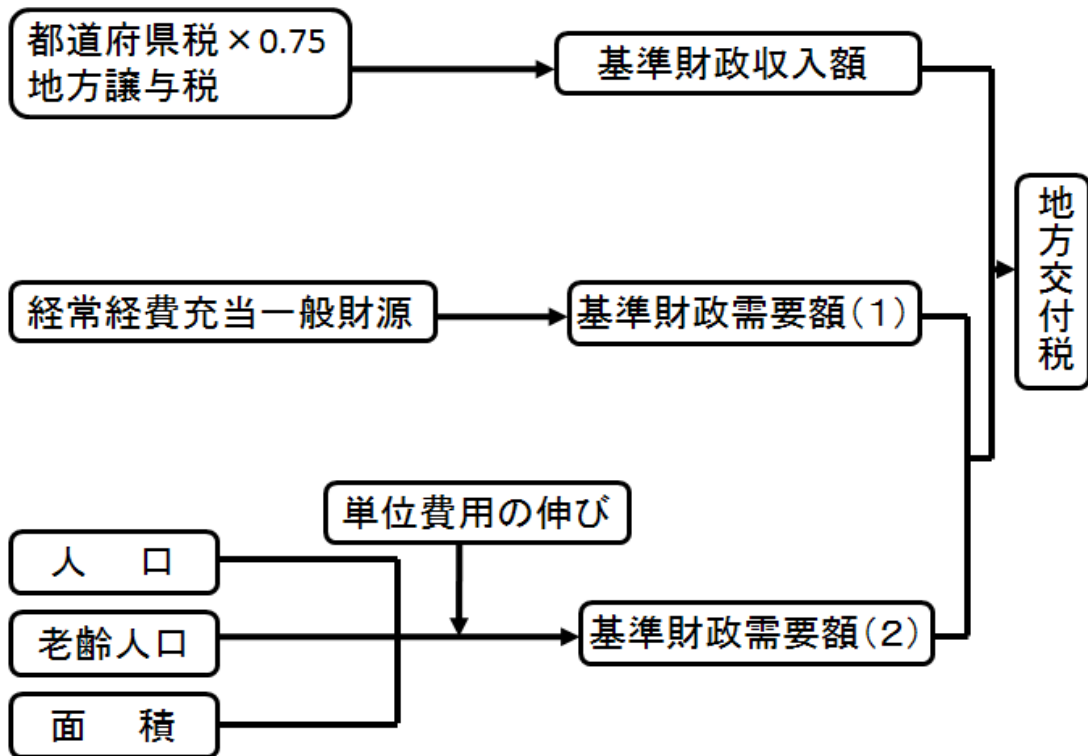 都道府県税×0.75
地方譲与税
基準財政収入額
地方交付税
経常経費充当一般財源
基準財政需要額(1)
単位費用の伸び
人 口
老齢人口
基準財政需要額(2)
面 積